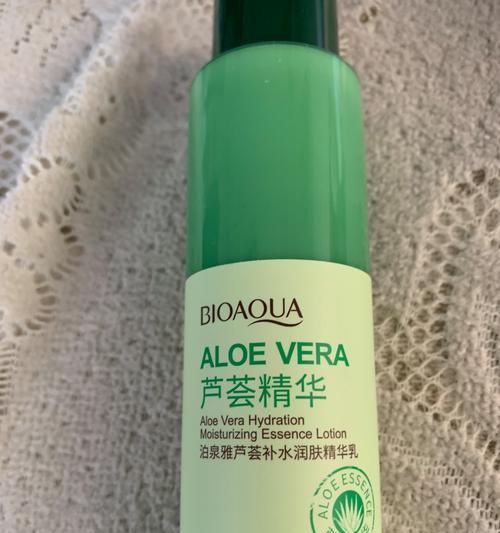 BIOAQUA
ALOE VERA
芦荟精华
Aloe Vera Hydration
Moisturizing Essence Lotion
泊泉雅芦荟补水润肤精华乳
ALOE ESSENCE